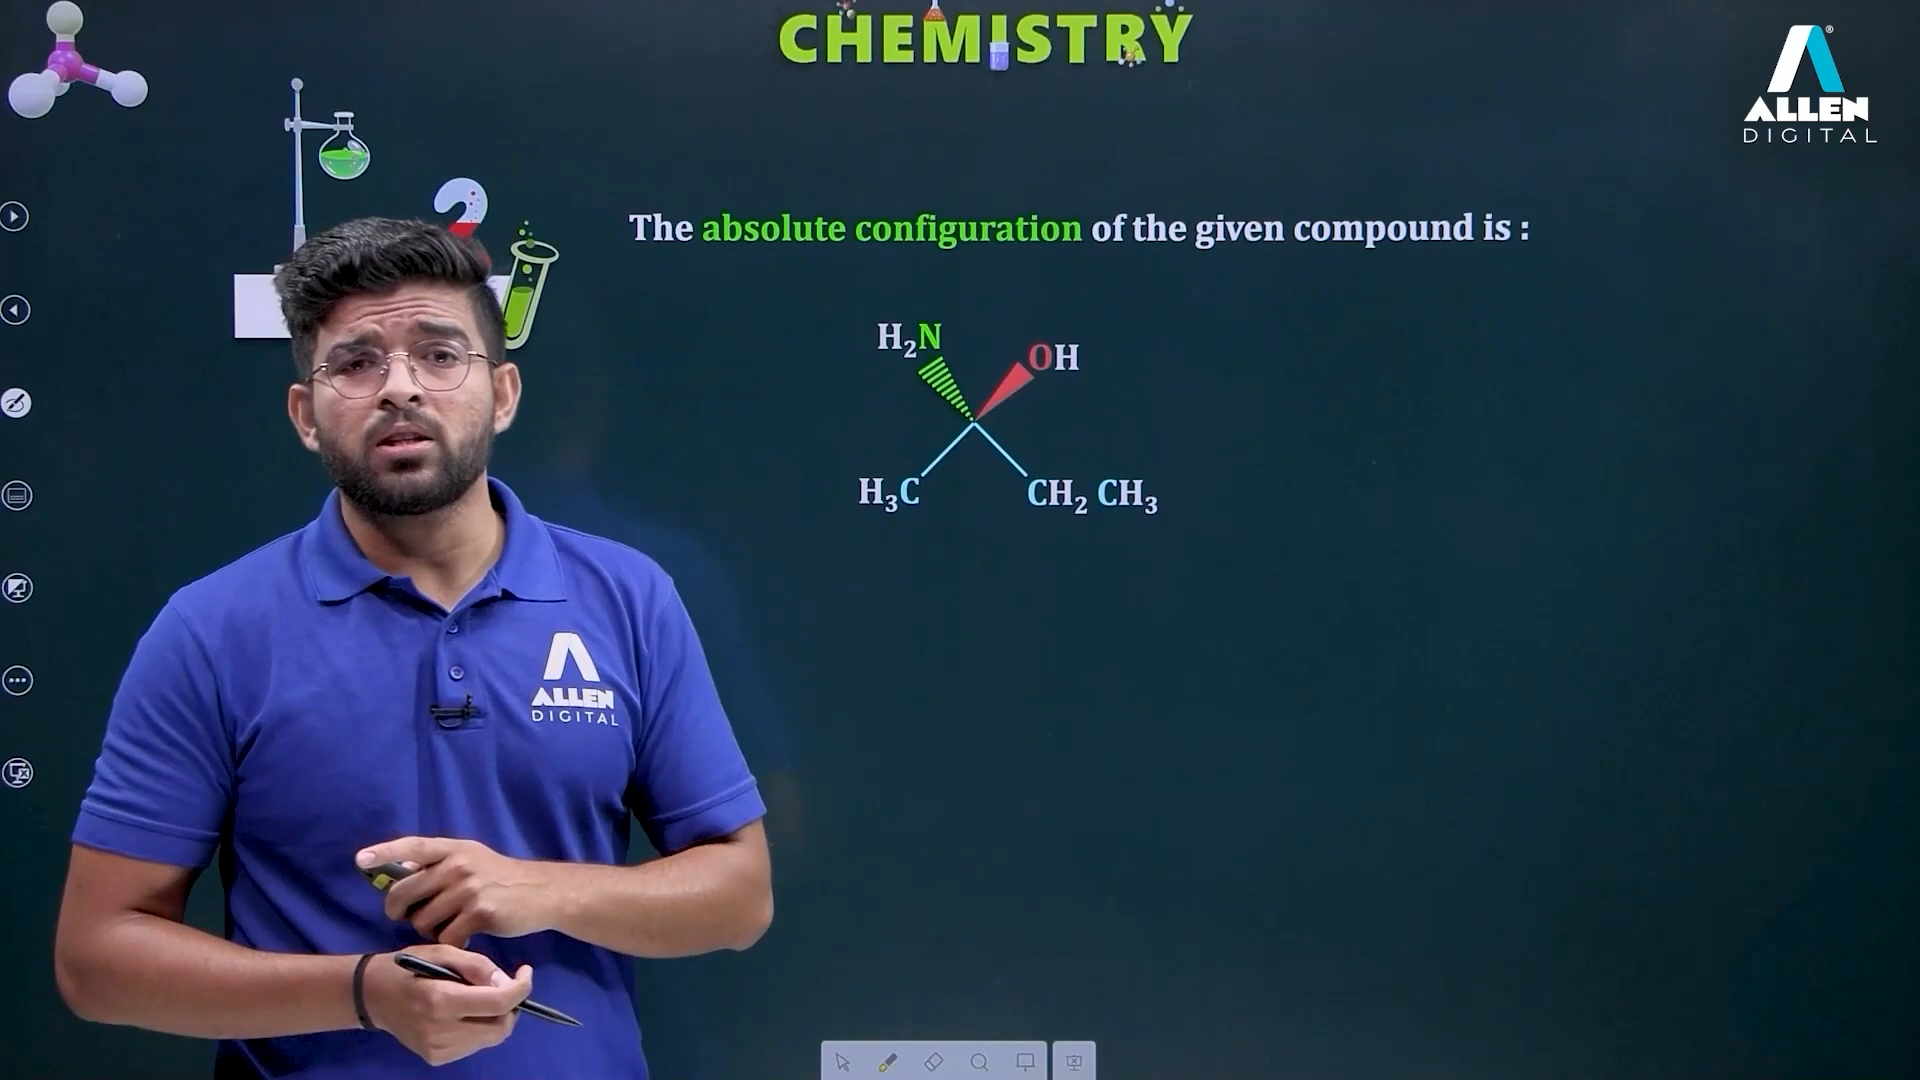 CHEMISTRY
ALLEN
DIGITAL
The absolute configuration of the given compound is :
H₂N
OH
H₃C
CH₂ CH₃
ALLEN
DIGITAL